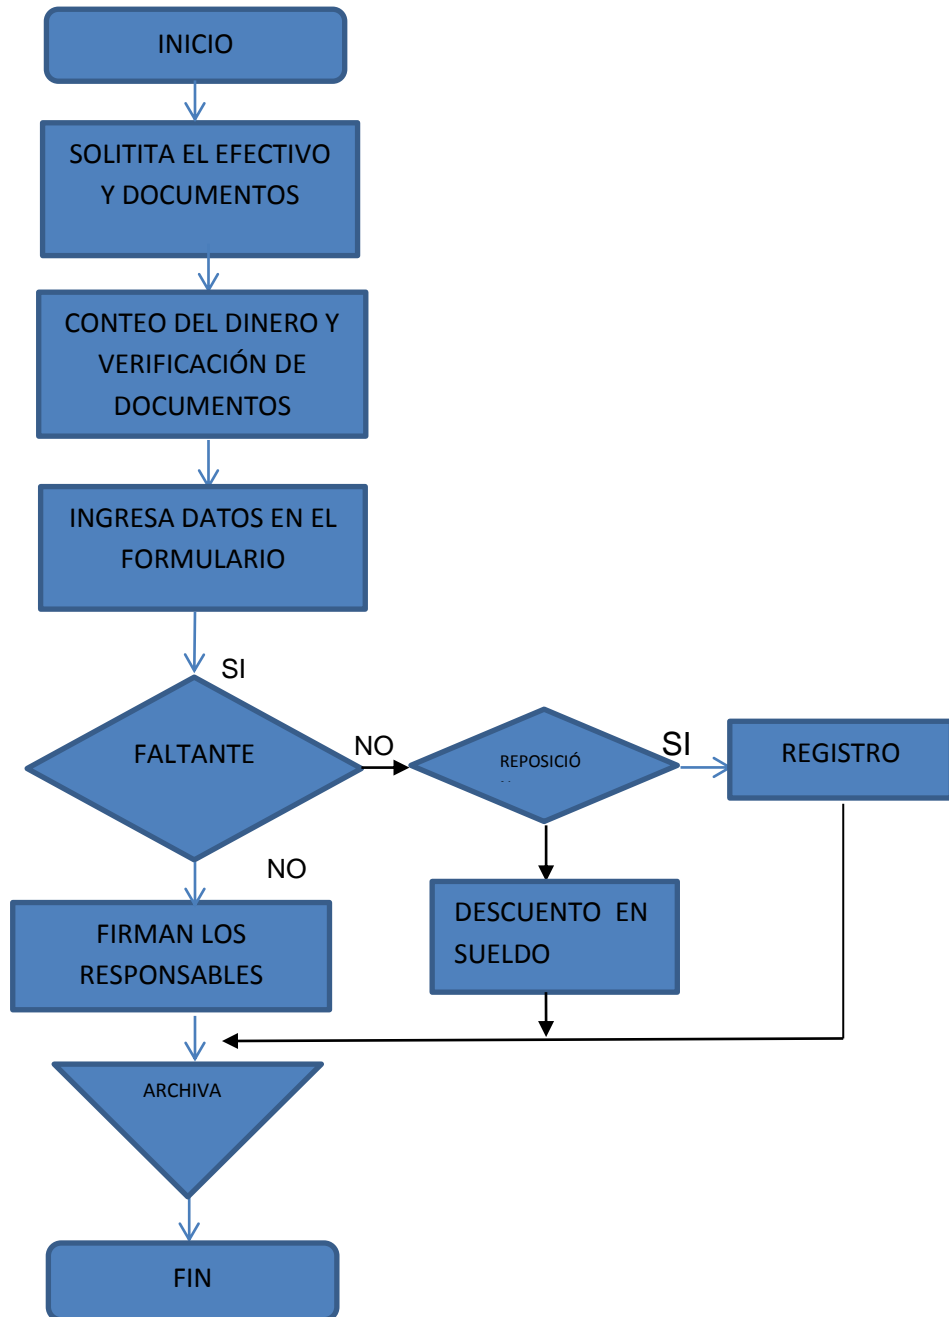 INICIO
SOLITITA EL EFECTIVO
Y DOCUMENTOS
CONTEO DEL DINERO Y
VERIFICACIÓN DE
DOCUMENTOS
INGRESA DATOS EN EL
FORMULARIO
SI
FALTANTE
NO
REPOSICIÓ
SI
REGISTRO
NO
FIRMAN LOS
RESPONSABLES
DESCUENTO EN
SUELDO
ARCHIVA
FIN